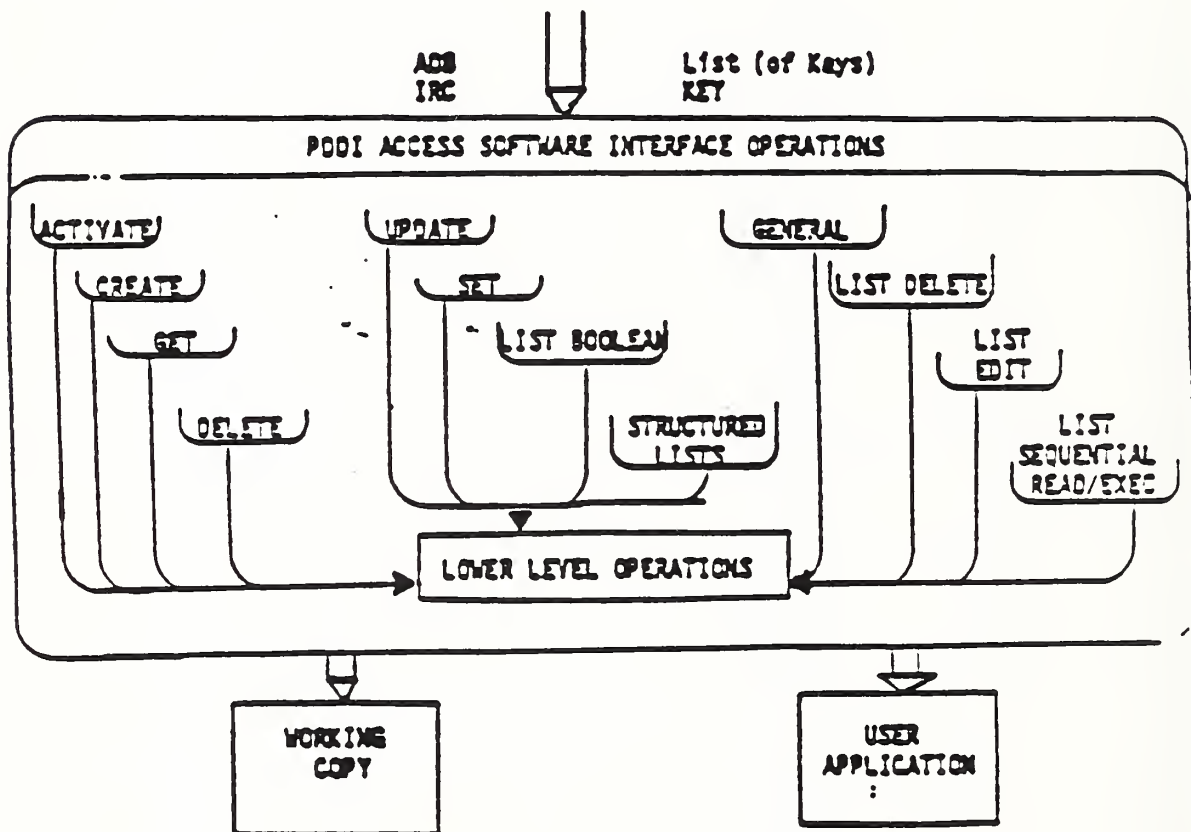 ADB List (of Keys)
IRC KEY
PDDI ACCESS SOFTWARE INTERFACE OPERATIONS
ACTIVATE
UPDATE
GENERAL
CREATE
SET
LIST DELETE
GET
LIST BOOLEAN
LIST
EDIT
DELETE
STRUCTURED
LISTS
LIST
SEQUENTIAL
READ/EXEC
LOWER LEVEL OPERATIONS
WORKING
COPY
USER
APPLICATION
: